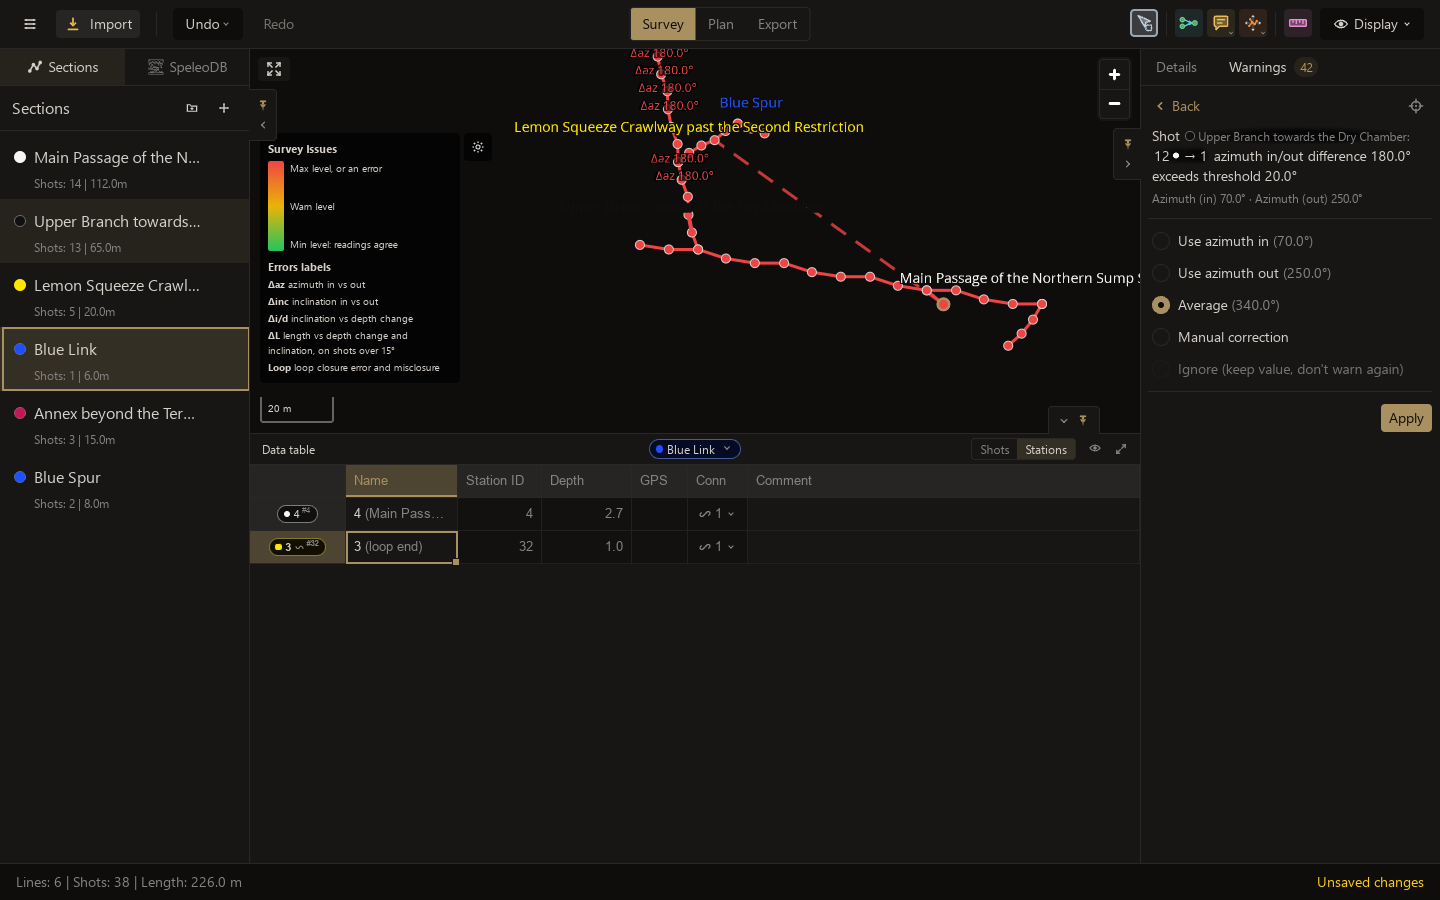 Import
Undo
Redo
Survey
Plan
Export
Display
Sections
SpeleoDB
Sections
Main Passage of the N...
Shots: 14 | 112.0m
Upper Branch towards...
Shots: 13 | 65.0m
Lemon Squeeze Crawl...
Shots: 5 | 20.0m
Blue Link
Shots: 1 | 6.0m
Annex beyond the Ter...
Shots: 3 | 15.0m
Blue Spur
Shots: 2 | 8.0m
Δaz 180.0°
Δaz 180.0°
Δaz 180.0°
Δaz 180.0°
Blue Spur
Lemon Squeeze Crawlway past the Second Restriction
Δaz 180.0°
Δaz 180.0°
Main Passage of the Northern Sump S
Survey Issues
Max level, or an error
Warn level
Min level: readings agree
Errors labels
Δaz azimuth in vs out
Δinc inclination in vs out
Δi/d inclination vs depth change
ΔL length vs depth change and
inclination, on shots over 15°
Loop loop closure error and misclosure
20 m
Details
Warnings 42
Back
Shot Upper Branch towards the Dry Chamber:
12 → 1 azimuth in/out difference 180.0°
exceeds threshold 20.0°
Azimuth (in) 70.0° · Azimuth (out) 250.0°
Use azimuth in (70.0°)
Use azimuth out (250.0°)
Average (340.0°)
Manual correction
Ignore (keep value, don't warn again)
Apply
Data table
Blue Link
Shots
Stations
Name Station ID Depth GPS Conn Comment
4 #4 4 (Main Pass... 4 2.7 1
3 #32 3 (loop end) 32 1.0 1
Lines: 6 | Shots: 38 | Length: 226.0 m
Unsaved changes